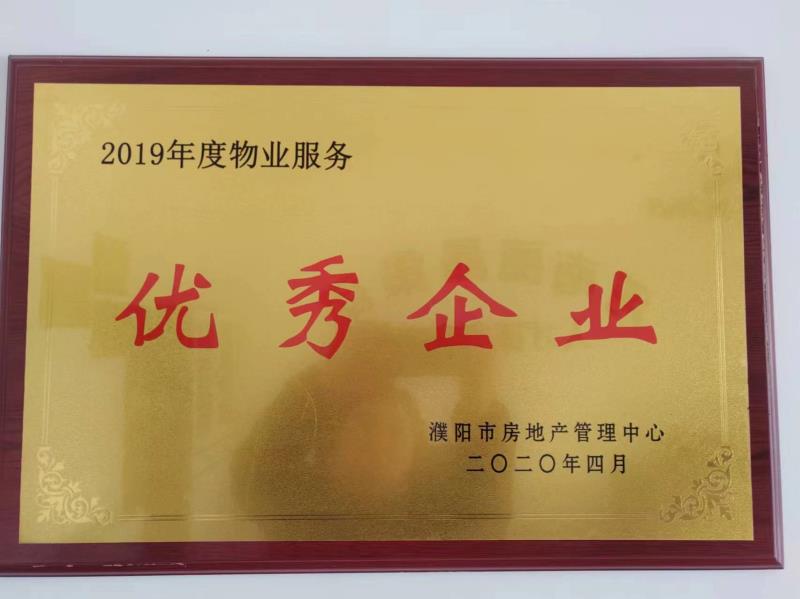 2019年度物业服务
优秀企业
濮阳市房地产管理中心
二〇二〇年四月